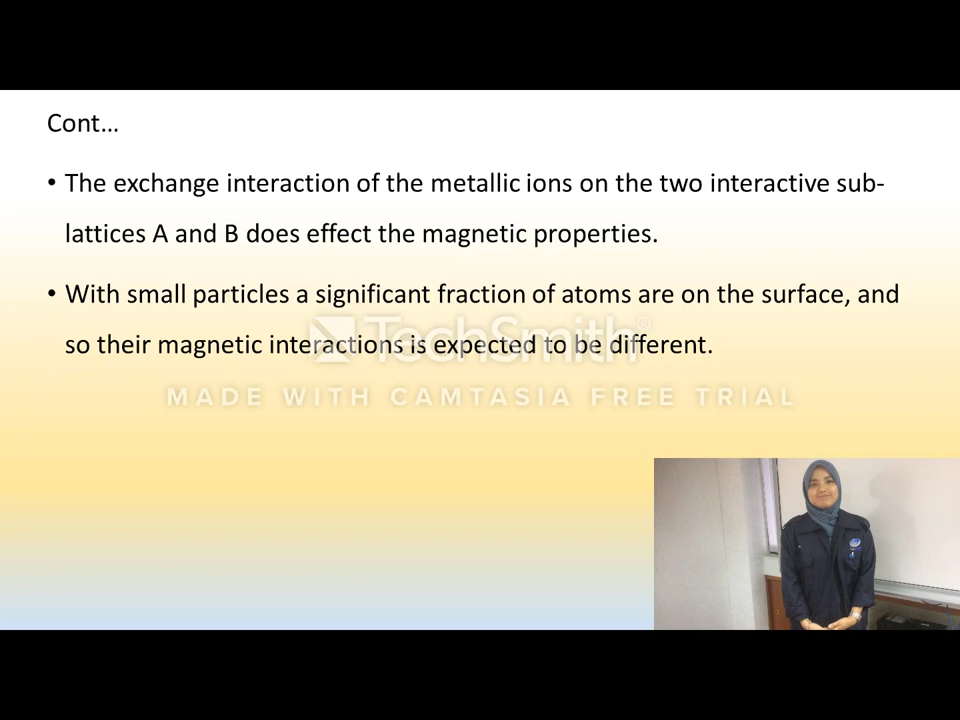 Cont...
• The exchange interaction of the metallic ions on the two interactive sub-
lattices A and B does effect the magnetic properties.
• With small particles a significant fraction of atoms are on the surface, and
so their magnetic interactions is expected to be different.
TechSmith®
MADE WITH CAMTASIA FREE TRIAL